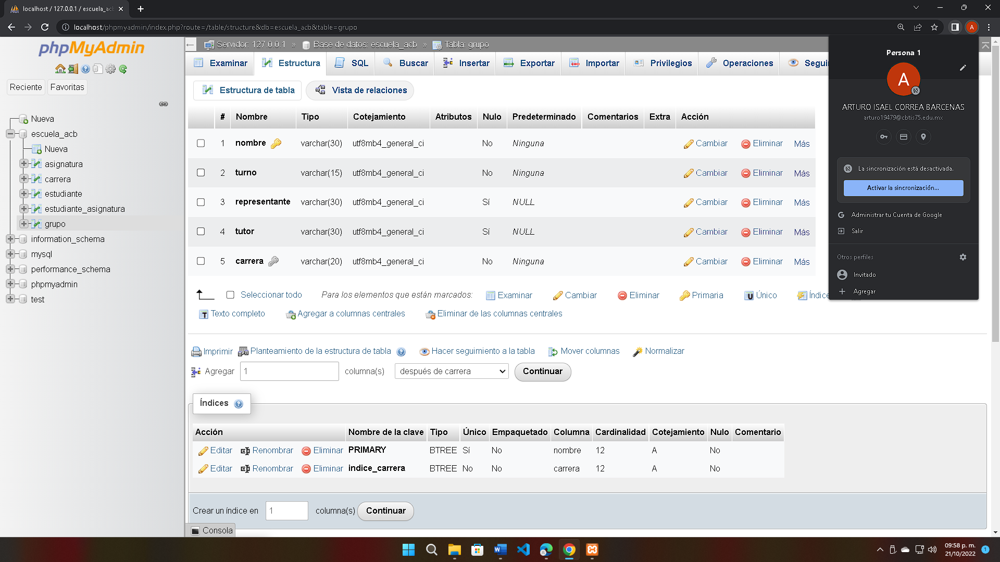 localhost / 127.0.0.1 / escuela_acb
localhost/phpmyadmin/index.php?route=/table/structure&db=escuela_acb&table=grupo
phpMyAdmin
Reciente
Favoritas
Nueva
escuela_acb
Nueva
asignatura
carrera
estudiante
estudiante_asignatura
grupo
information_schema
mysql
performance_schema
phpmyadmin
test
Servidor: 127.0.0.1 » Base de datos: escuela_acb » Tabla: grupo
Examinar Estructura SQL Buscar Insertar Exportar Importar Privilegios Operaciones Seguir
Estructura de tabla Vista de relaciones
# Nombre Tipo Cotejamiento Atributos Nulo Predeterminado Comentarios Extra Acción
1 nombre varchar(30) utf8mb4_general_ci No Ninguna Cambiar Eliminar Más
2 turno varchar(15) utf8mb4_general_ci No Ninguna Cambiar Eliminar Más
3 representante varchar(30) utf8mb4_general_ci Sí NULL Cambiar Eliminar Más
4 tutor varchar(30) utf8mb4_general_ci Sí NULL Cambiar Eliminar Más
5 carrera varchar(20) utf8mb4_general_ci No Ninguna Cambiar Eliminar Más
Seleccionar todo Para los elementos que están marcados: Examinar Cambiar Eliminar Primaria Único Índice
Texto completo Agregar a columnas centrales Eliminar de las columnas centrales
Imprimir Planteamiento de la estructura de tabla Hacer seguimiento a la tabla Mover columnas Normalizar
Agregar 1 columna(s) después de carrera Continuar
Índices
Acción Nombre de la clave Tipo Único Empaquetado Columna Cardinalidad Cotejamiento Nulo Comentario
Editar Renombrar Eliminar PRIMARY BTREE Sí No nombre 12 A No
Editar Renombrar Eliminar indice_carrera BTREE No No carrera 12 A No
Crear un índice en 1 columna(s) Continuar
Consola
A
Persona 1
A
ARTURO ISAEL CORREA BARCENAS
arturo19479@cbtis75.edu.mx
La sincronización está desactivada.
Activar la sincronización...
Administrar tu Cuenta de Google
Salir
Otros perfiles
Invitado
Agregar
09:58 p. m.
21/10/2022
1